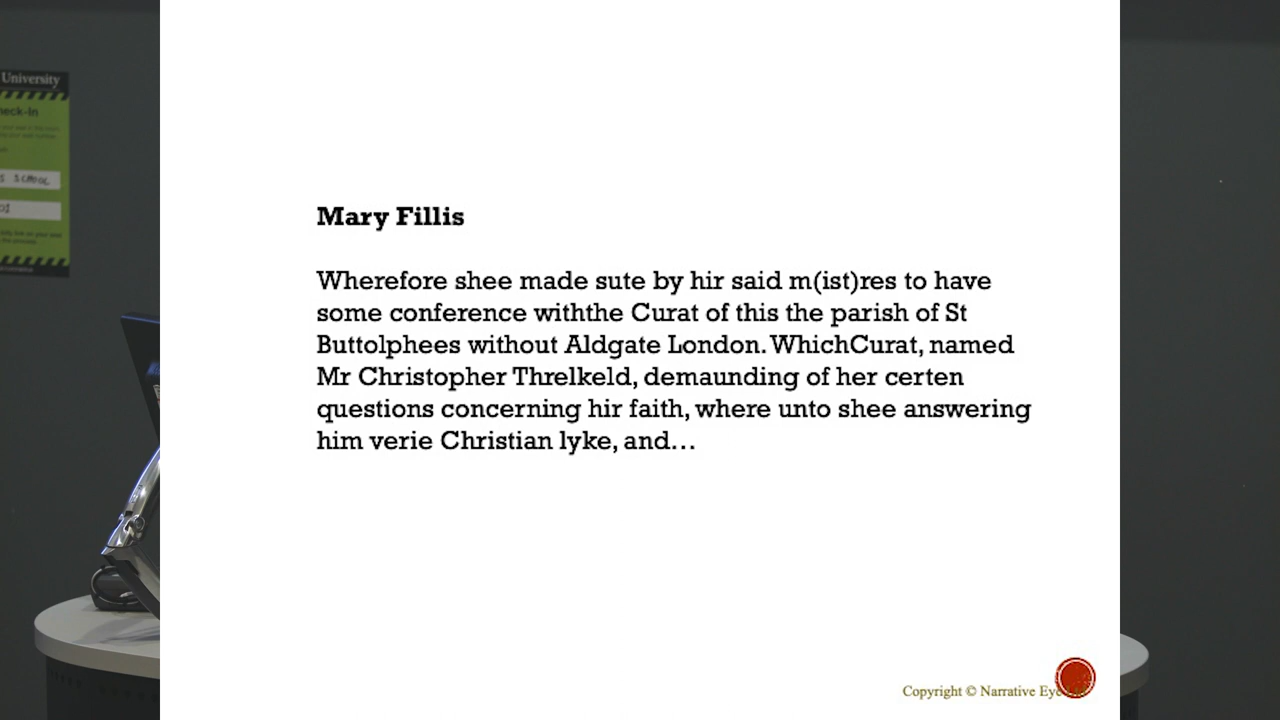 University
Mary Fillis
Wherefore shee made sute by hir said m(ist)res to have
some conference withthe Curat of this the parish of St
Buttolphees without Aldgate London. WhichCurat, named
Mr Christopher Threlkeld, demaunding of her certen
questions concerning hir faith, where unto shee answering
him verie Christian lyke, and…
Copyright © Narrative Eye